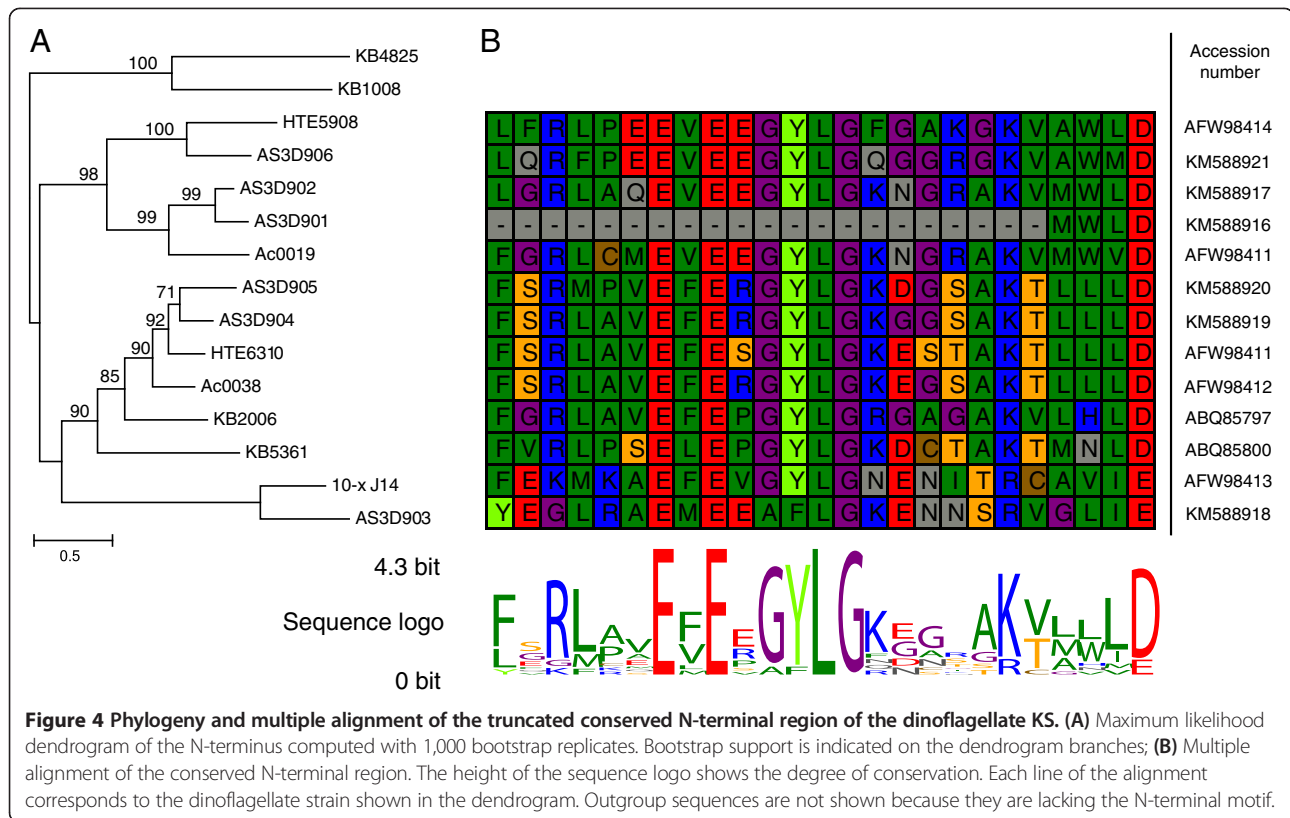 A
KB4825
100
KB1008
HTE5908
100
AS3D906
98
AS3D902
99
AS3D901
99
Ac0019
AS3D905
71
AS3D904
92
HTE6310
90
Ac0038
85
KB2006
90
KB5361
10-x J14
AS3D903
0.5
B
Accession
number
L F R L P E E V E E G Y L G F G A K G K V A W L D AFW98414
L Q R F P E E V E E G Y L G Q G G R G K V A W M D KM588921
L G R L A Q E V E E G Y L G K N G R A K V M W L D KM588917
- - - - - - - - - - - - - - - - - - - - - M W L D KM588916
F G R L C M E V E E G Y L G K N G R A K V M W V D AFW98411
F S R M P V E F E R G Y L G K D G S A K T L L L D KM588920
F S R L A V E F E R G Y L G K G G S A K T L L L D KM588919
F S R L A V E F E S G Y L G K E S T A K T L L L D AFW98411
F S R L A V E F E R G Y L G K E G S A K T L L L D AFW98412
F G R L A V E F E P G Y L G R G A G A K V L H L D ABQ85797
F V R L P S E L E P G Y L G K D C T A K T M N L D ABQ85800
F E K M K A E F E V G Y L G N E N I T R C A V I E AFW98413
Y E G L R A E M E E A F L G K E N N S R V G L I E KM588918
4.3 bit
Sequence logo
0 bit
Figure 4 Phylogeny and multiple alignment of the truncated conserved N-terminal region of the dinoflagellate KS. (A) Maximum likelihood
dendrogram of the N-terminus computed with 1,000 bootstrap replicates. Bootstrap support is indicated on the dendrogram branches; (B) Multiple
alignment of the conserved N-terminal region. The height of the sequence logo shows the degree of conservation. Each line of the alignment
corresponds to the dinoflagellate strain shown in the dendrogram. Outgroup sequences are not shown because they are lacking the N-terminal motif.